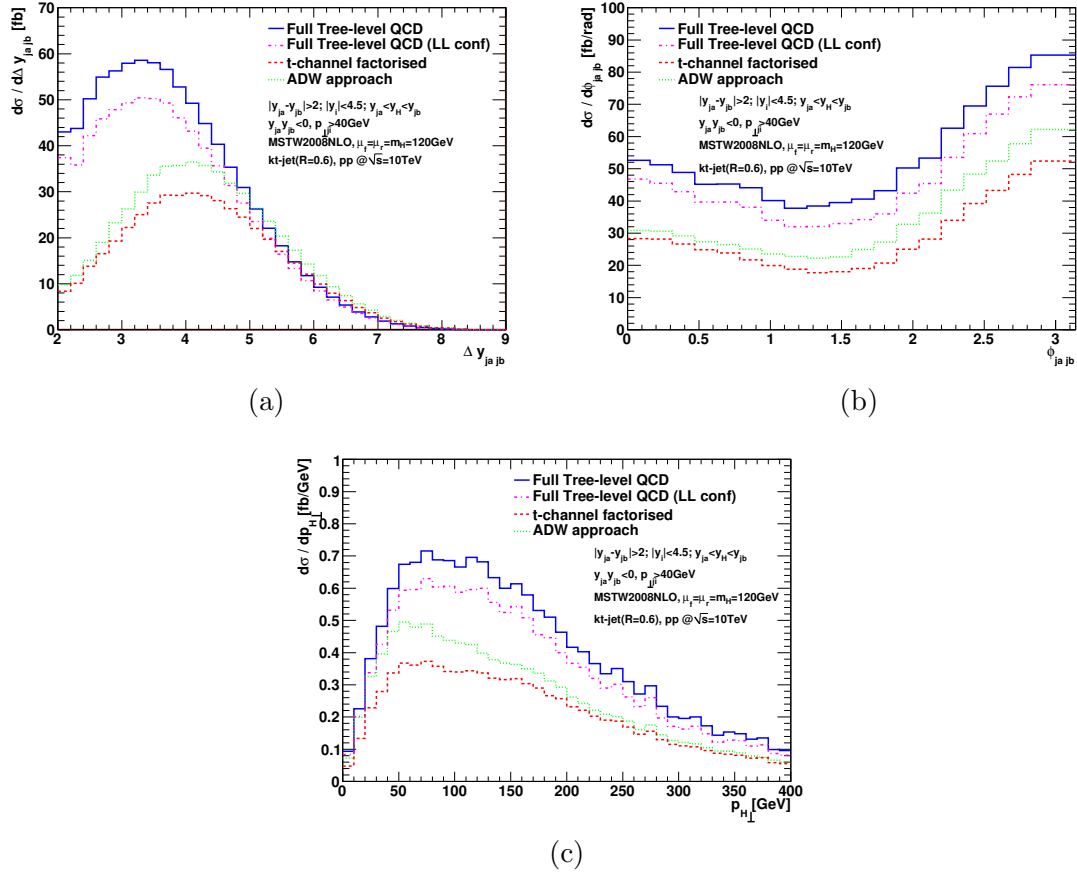 dσ / dΔ y_ja jb [fb]
70
60
50
40
30
20
10
0
2 3 4 5 6 7 8 9
Δ y_ja jb
Full Tree-level QCD
Full Tree-level QCD (LL conf)
t-channel factorised
ADW approach
|y_ja-y_jb|>2; |y_i|<4.5; y_ja<y_H<y_jb
y_ja y_jb<0, p_⊥ji>40GeV
MSTW2008NLO, μ_f=μ_r=m_H=120GeV
kt-jet(R=0.6), pp @√s=10TeV
(a)
dσ / dϕ_ja jb [fb/rad]
100
90
80
70
60
50
40
30
20
10
0
0 0.5 1 1.5 2 2.5 3
ϕ_ja jb
Full Tree-level QCD
Full Tree-level QCD (LL conf)
t-channel factorised
ADW approach
|y_ja-y_jb|>2; |y_i|<4.5; y_ja<y_H<y_jb
y_ja y_jb<0, p_⊥ji>40GeV
MSTW2008NLO, μ_f=μ_r=m_H=120GeV
kt-jet(R=0.6), pp @√s=10TeV
(b)
dσ / dp_H⊥ [fb/GeV]
1
0.9
0.8
0.7
0.6
0.5
0.4
0.3
0.2
0.1
0
0 50 100 150 200 250 300 350 400
p_H⊥ [GeV]
Full Tree-level QCD
Full Tree-level QCD (LL conf)
t-channel factorised
ADW approach
|y_ja-y_jb|>2; |y_i|<4.5; y_ja<y_H<y_jb
y_ja y_jb<0, p_⊥ji>40GeV
MSTW2008NLO, μ_f=μ_r=m_H=120GeV
kt-jet(R=0.6), pp @√s=10TeV
(c)